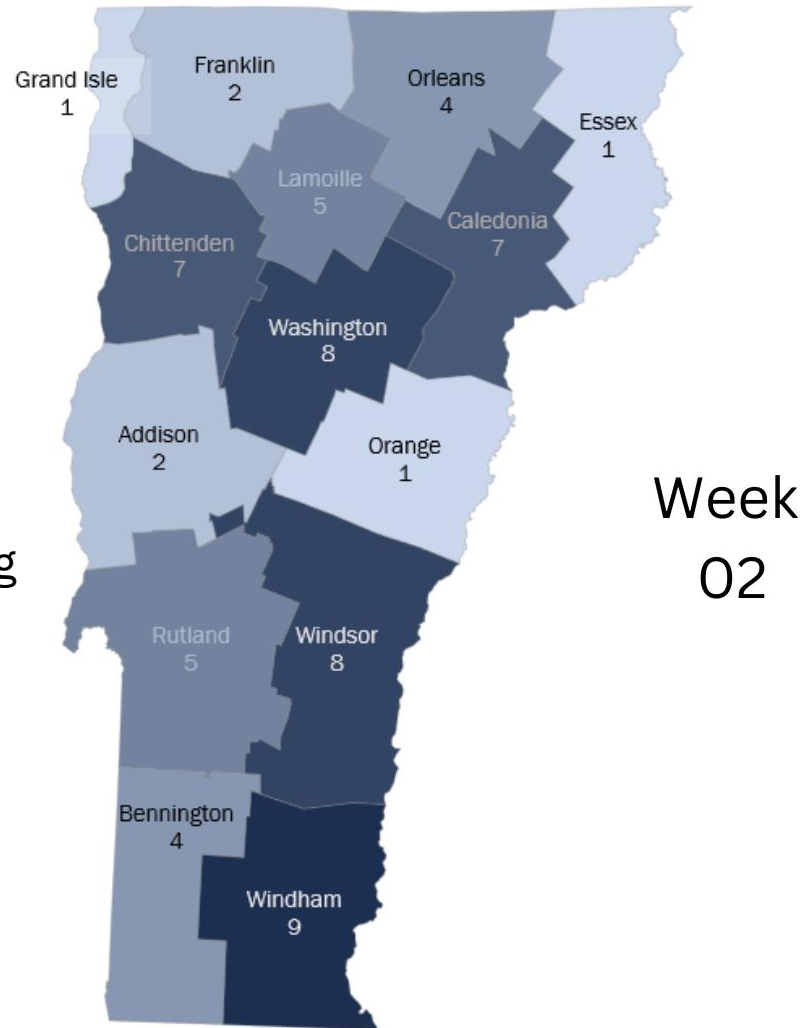 Grand Isle
1
Franklin
2
Orleans
4
Essex
1
Lamoille
5
Chittenden
7
Caledonia
7
Washington
8
Addison
2
Orange
1
Week
02
g
Rutland
5
Windsor
8
Bennington
4
Windham
9